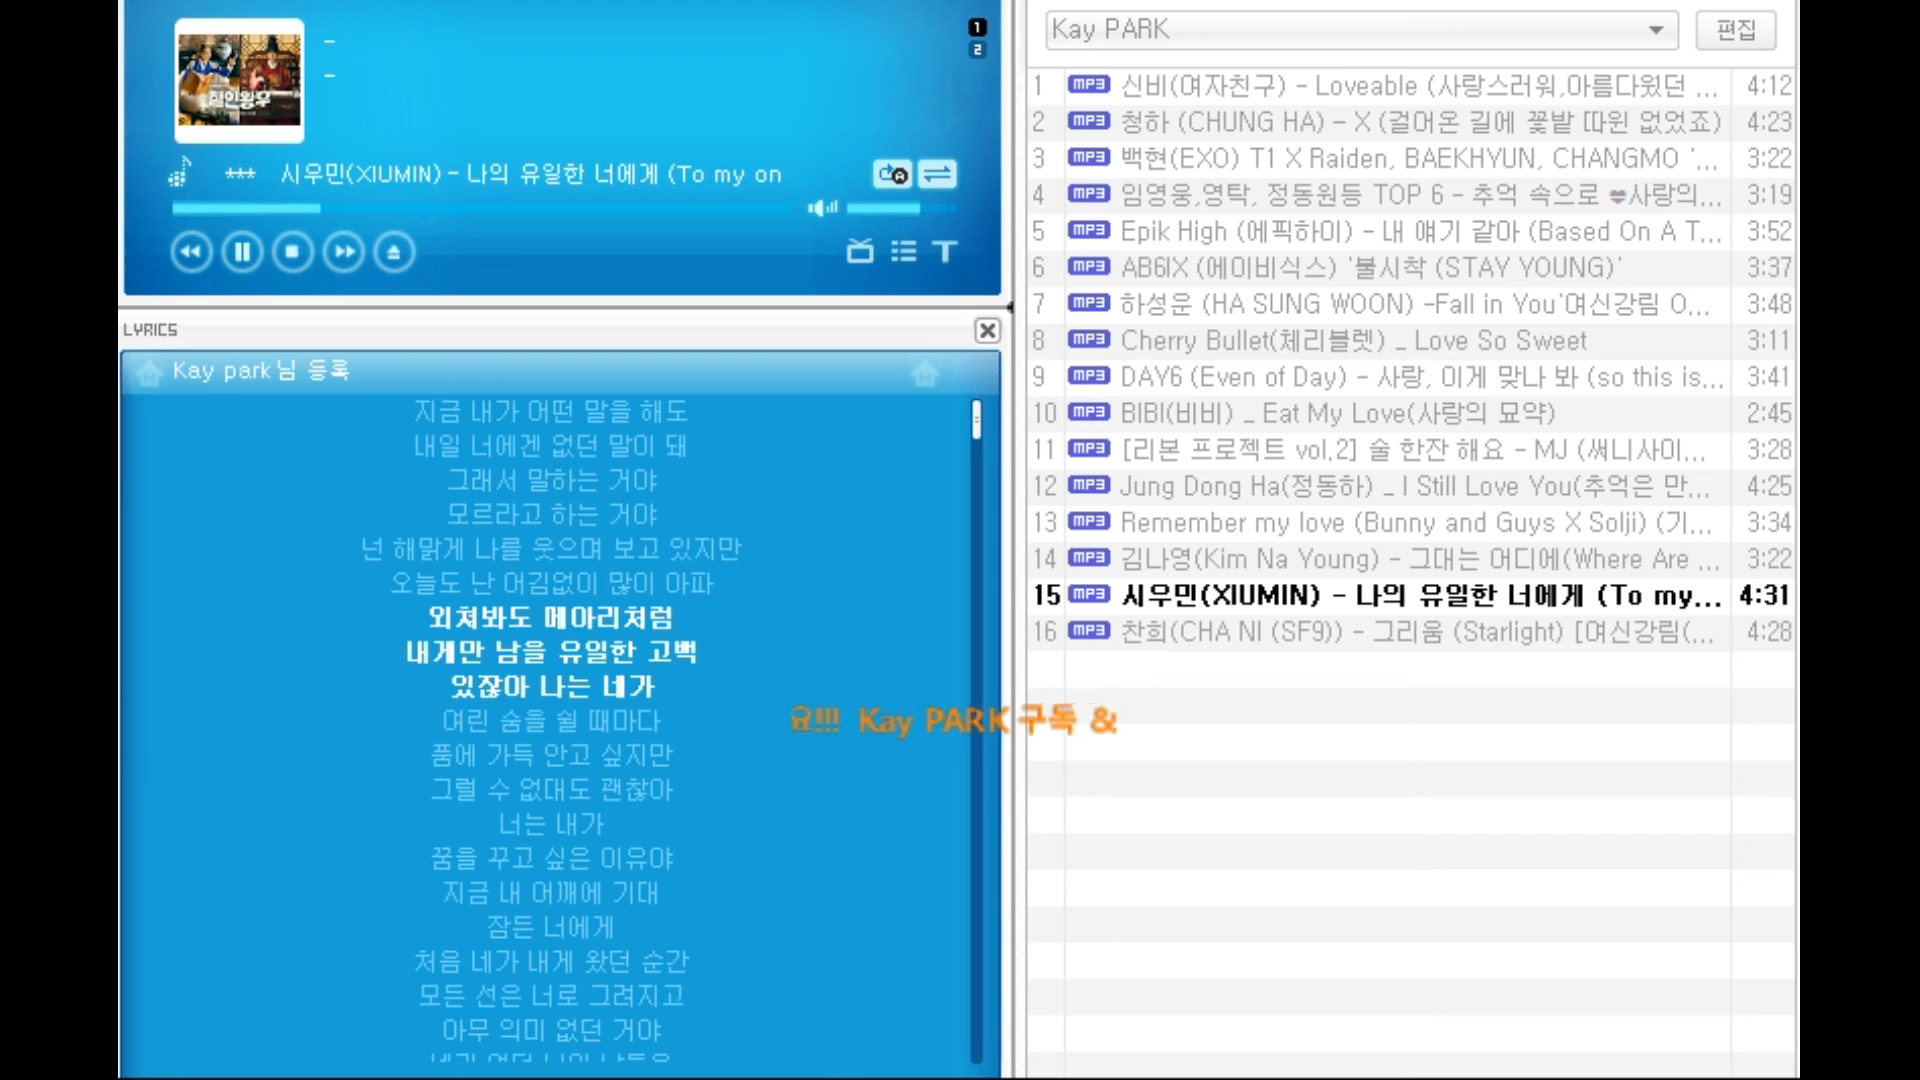 철인왕후
1
2
*** 시우민(XIUMIN) - 나의 유일한 너에게 (To my on
LYRICS
Kay park님 등록
지금 내가 어떤 말을 해도
내일 너에겐 없던 말이 돼
그래서 말하는 거야
모르라고 하는 거야
넌 해맑게 나를 웃으며 보고 있지만
오늘도 난 어김없이 많이 아파
외쳐봐도 메아리처럼
내게만 남을 유일한 고백
있잖아 나는 네가
여린 숨을 쉴 때마다
품에 가득 안고 싶지만
그럴 수 없대도 괜찮아
너는 내가
꿈을 꾸고 싶은 이유야
지금 내 어깨에 기대
잠든 너에게
처음 네가 내게 왔던 순간
모든 선은 너로 그려지고
아무 의미 없던 거야
요!!! Kay PARK 구독 &
Kay PARK
편집
1 MP3 신비(여자친구) - Loveable (사랑스러워,아름다웠던 ... 4:12
2 MP3 청하 (CHUNG HA) - X (걸어온 길에 꽃밭 따윈 없었죠) 4:23
3 MP3 백현(EXO) T1 X Raiden, BAEKHYUN, CHANGMO '... 3:22
4 MP3 임영웅,영탁, 정동원등 TOP 6 - 추억 속으로 ❤사랑의... 3:19
5 MP3 Epik High (에픽하이) - 내 얘기 같아 (Based On A T... 3:52
6 MP3 AB6IX (에이비식스) '불시착 (STAY YOUNG)' 3:37
7 MP3 하성운 (HA SUNG WOON) -Fall in You'여신강림 O... 3:48
8 MP3 Cherry Bullet(체리블렛) _ Love So Sweet 3:11
9 MP3 DAY6 (Even of Day) - 사랑, 이게 맞나 봐 (so this is... 3:41
10 MP3 BIBI(비비) _ Eat My Love(사랑의 묘약) 2:45
11 MP3 [리본 프로젝트 vol.2] 술 한잔 해요 - MJ (써니사이... 3:28
12 MP3 Jung Dong Ha(정동하) _ I Still Love You(추억은 만... 4:25
13 MP3 Remember my love (Bunny and Guys X Solji) (기... 3:34
14 MP3 김나영(Kim Na Young) - 그대는 어디에(Where Are ... 3:22
15 MP3 시우민(XIUMIN) - 나의 유일한 너에게 (To my... 4:31
16 MP3 찬희(CHA NI (SF9)) - 그리움 (Starlight) [여신강림(... 4:28